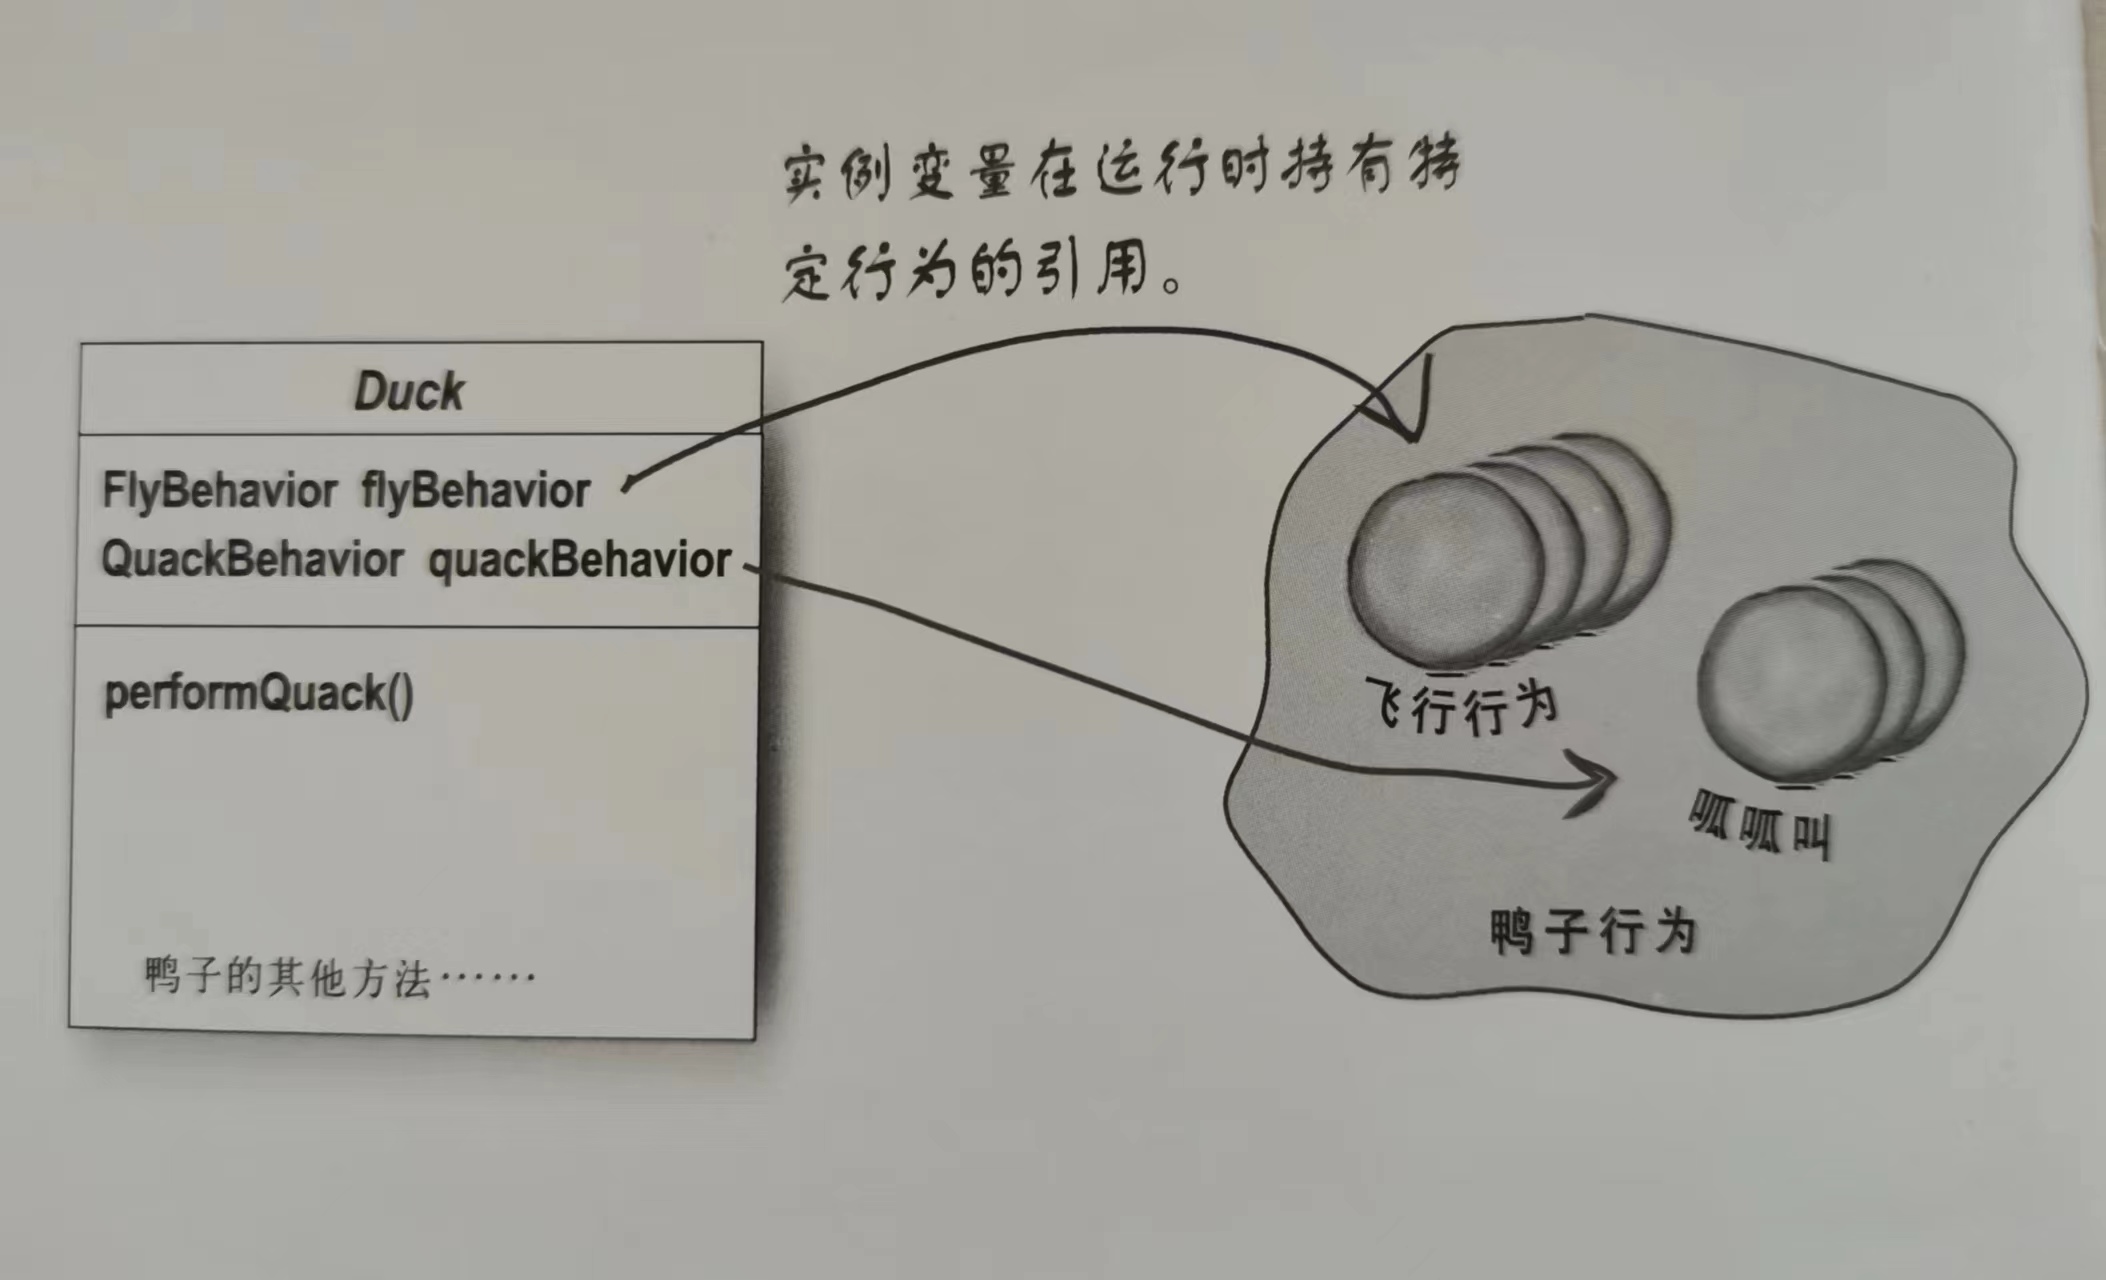 实例变量在运行时持有特
定行为的引用。
Duck
FlyBehavior flyBehavior
QuackBehavior quackBehavior
performQuack()
鸭子的其他方法……
飞行行为
呱呱叫
鸭子行为